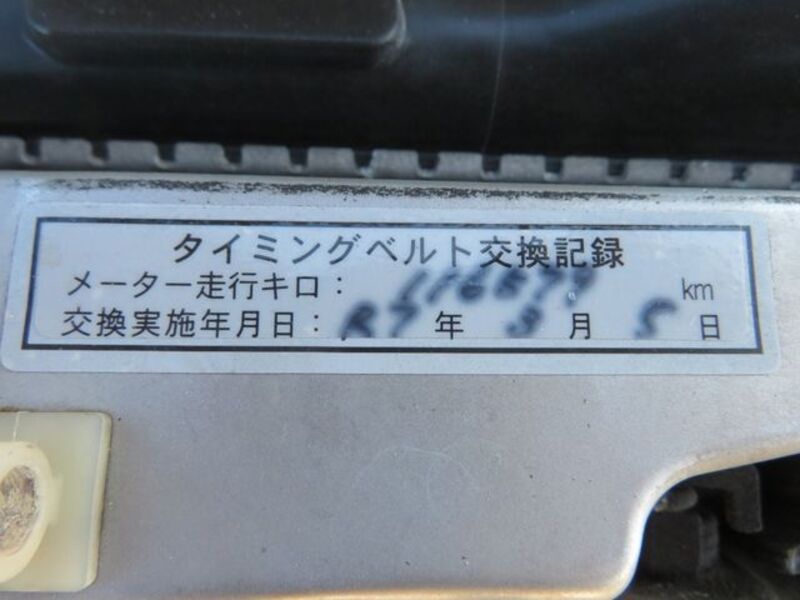 タイミングベルト交換記録
メーター走行キロ： km
交換実施年月日： 年 3月 5日